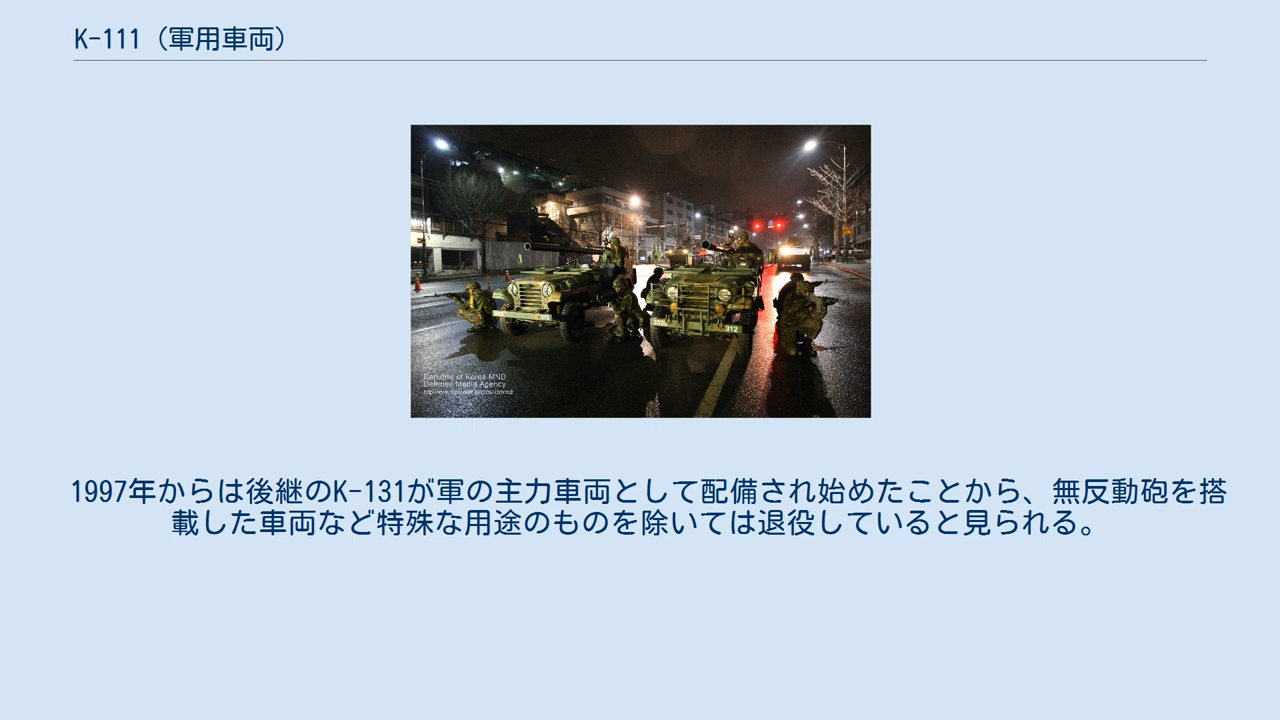 K-111（軍用車両）
Republic of Korea MND
Defense Media Agency
312
1997年からは後継のK-131が軍の主力車両として配備され始めたことから、無反動砲を搭
載した車両など特殊な用途のものを除いては退役していると見られる。